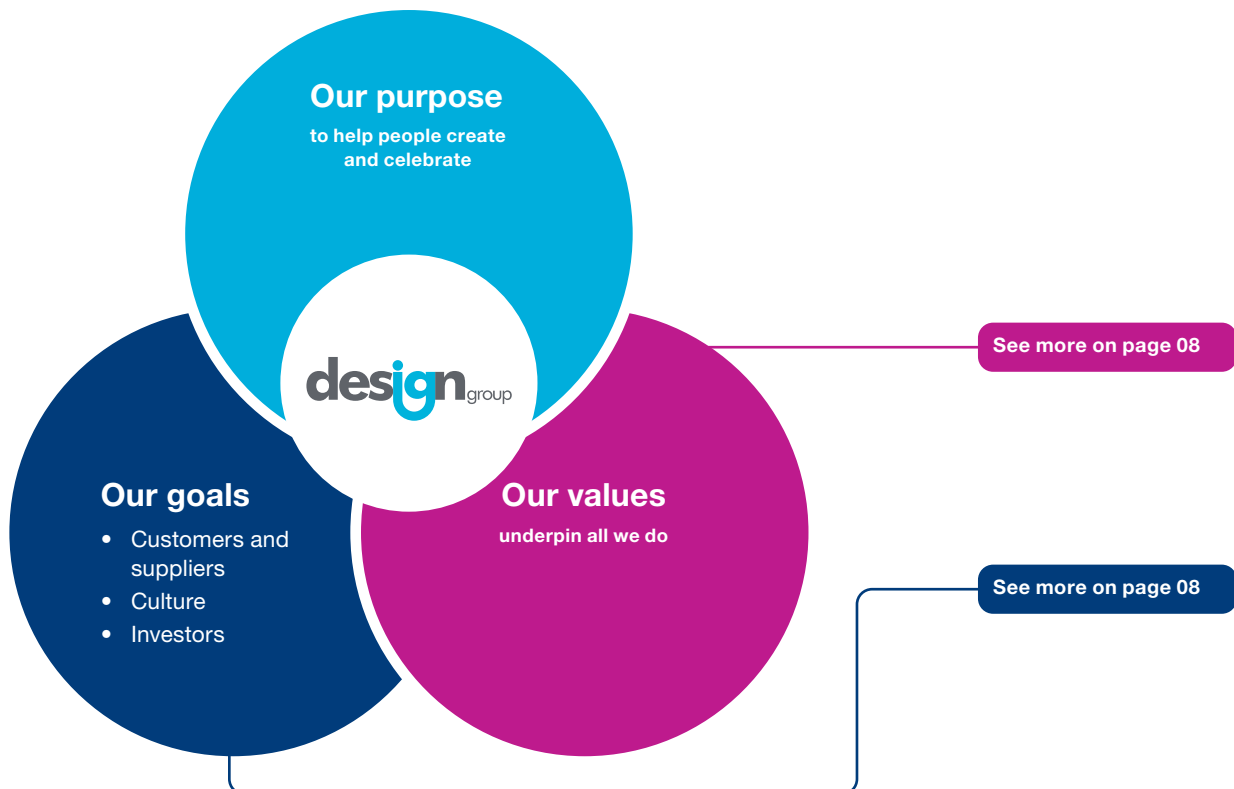 Our purpose
to help people create
and celebrate
design group
Our goals
• Customers and
suppliers
• Culture
• Investors
Our values
underpin all we do
See more on page 08
See more on page 08